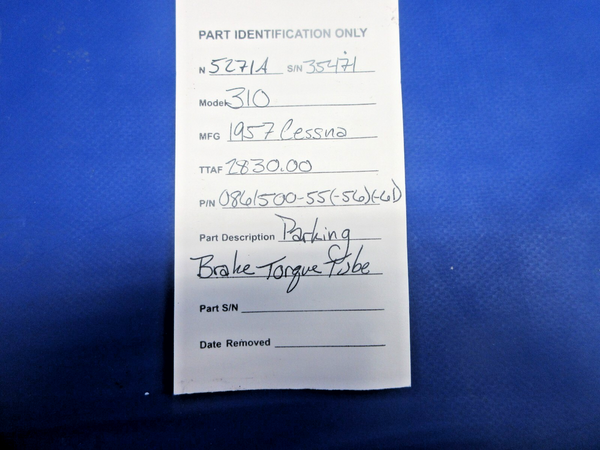 PART IDENTIFICATION ONLY
N 5271A S/N 35471
Model 310
MFG 1957 Cessna
TTAF 2830.00
P/N 0861500-55(-56)(-61)
Part Description Parking
Brake Torque Tube
Part S/N
Date Removed